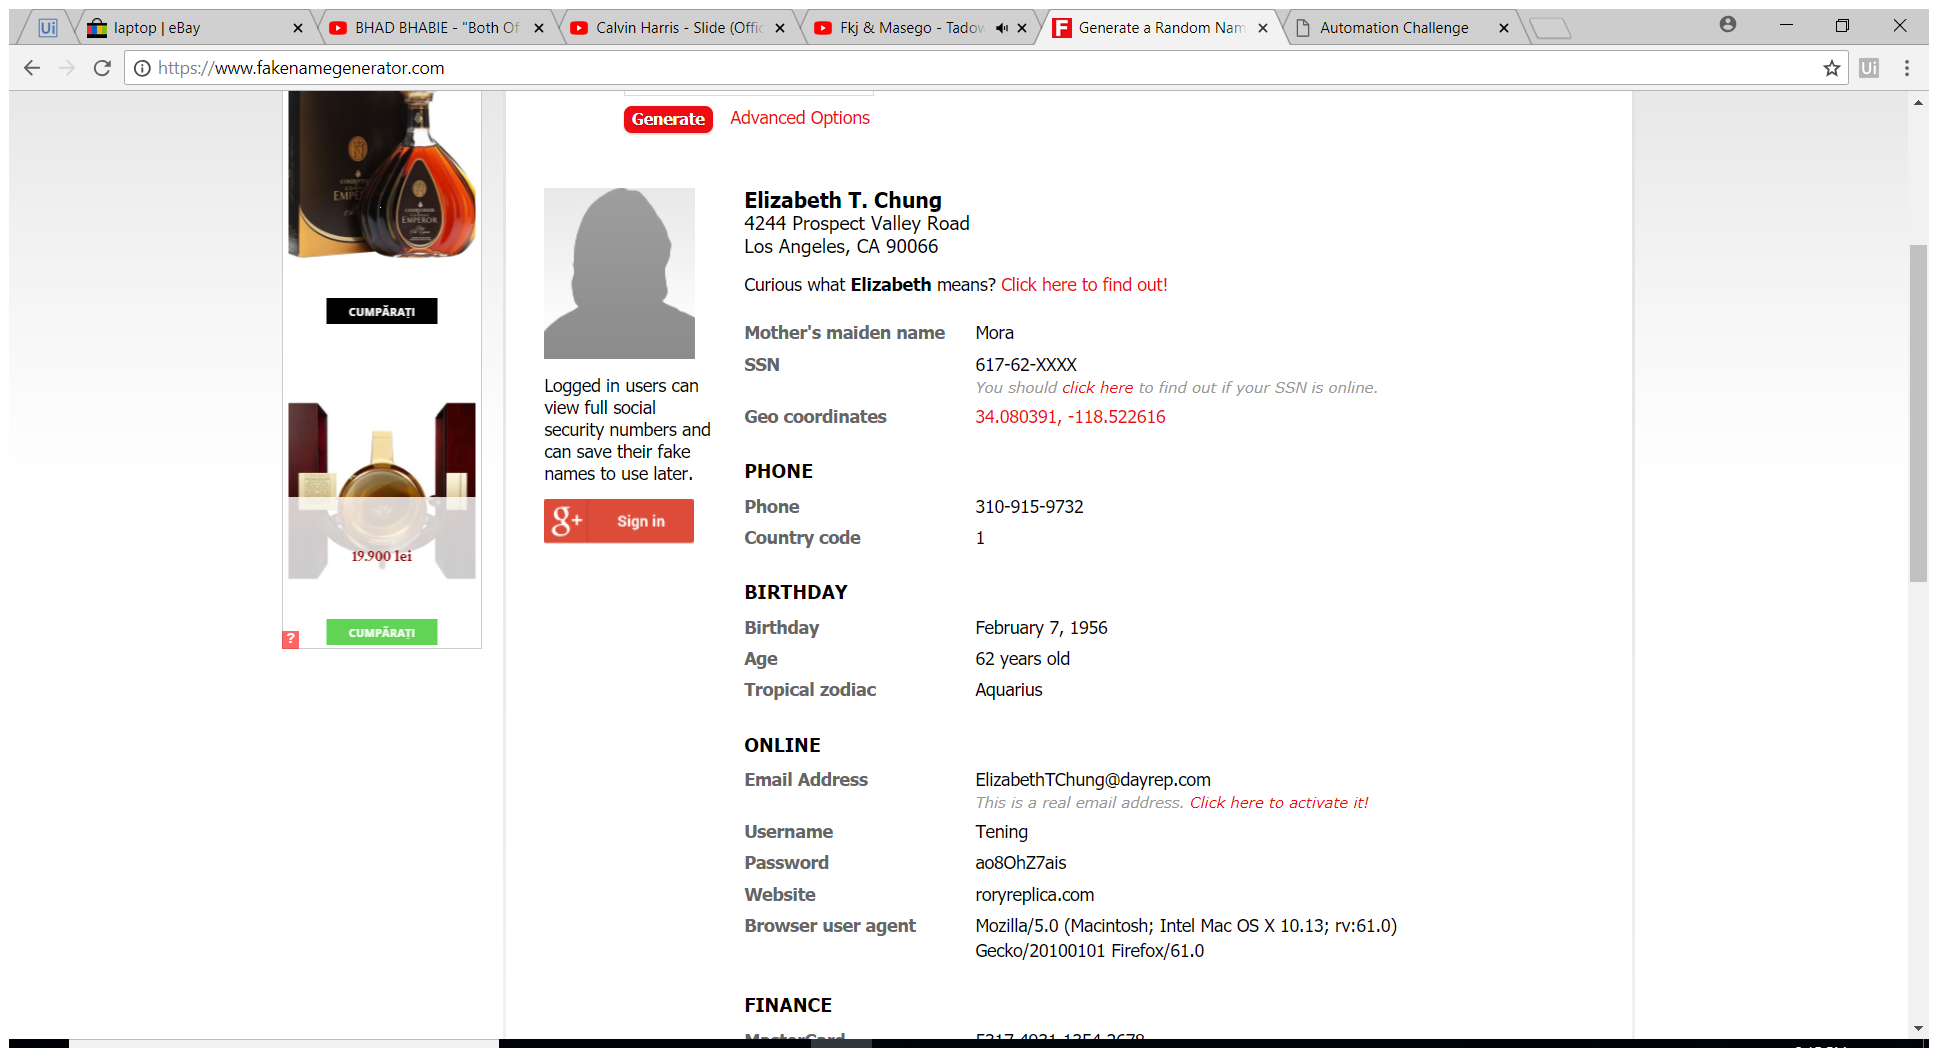 laptop | eBay
BHAD BHABIE - "Both Of
Calvin Harris - Slide (Offic
Fkj & Masego - Tadow
Generate a Random Nam
Automation Challenge
https://www.fakenamegenerator.com
Ui
Generate
Advanced Options
EMPEROR
CUMPĂRAȚI
19.900 lei
CUMPĂRAȚI
?
Elizabeth T. Chung
4244 Prospect Valley Road
Los Angeles, CA 90066
Curious what Elizabeth means? Click here to find out!
Logged in users can
view full social
security numbers and
can save their fake
names to use later.
g+ Sign in
Mother's maiden name Mora
SSN 617-62-XXXX
You should click here to find out if your SSN is online.
Geo coordinates 34.080391, -118.522616
PHONE
Phone 310-915-9732
Country code 1
BIRTHDAY
Birthday February 7, 1956
Age 62 years old
Tropical zodiac Aquarius
ONLINE
Email Address ElizabethTChung@dayrep.com
This is a real email address. Click here to activate it!
Username Tening
Password ao8OhZ7ais
Website roryreplica.com
Browser user agent Mozilla/5.0 (Macintosh; Intel Mac OS X 10.13; rv:61.0)
Gecko/20100101 Firefox/61.0
FINANCE